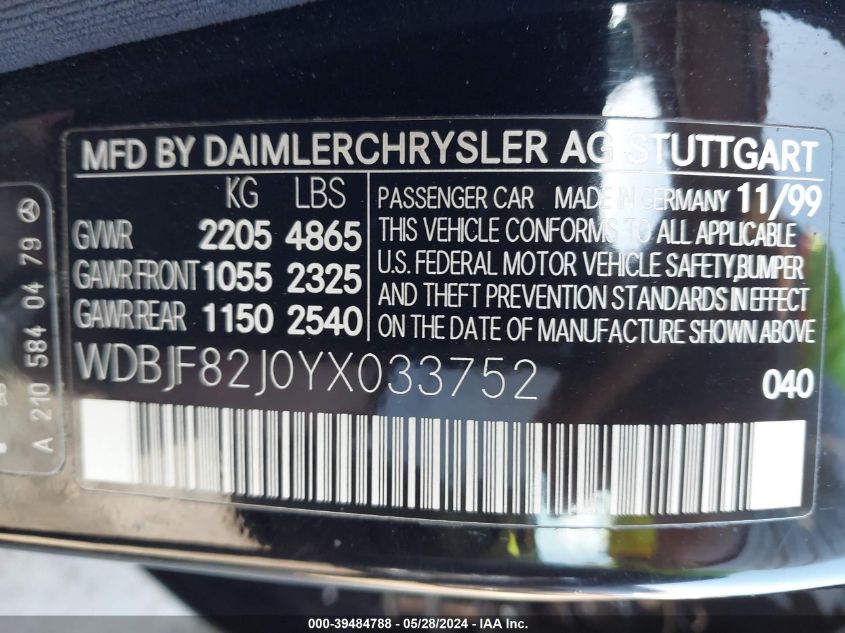 MFD BY DAIMLERCHRYSLER AG STUTTGART
KG LBS
GVWR 2205 4865
GAWR FRONT 1055 2325
GAWR REAR 1150 2540
PASSENGER CAR MADE IN GERMANY 11/99
THIS VEHICLE CONFORMS TO ALL APPLICABLE
U.S. FEDERAL MOTOR VEHICLE SAFETY, BUMPER
AND THEFT PREVENTION STANDARDS IN EFFECT
ON THE DATE OF MANUFACTURE SHOWN ABOVE
WDBJF82J0YX033752
040
A 210 584 04 79
000-39484788 - 05/28/2024 - IAA Inc.